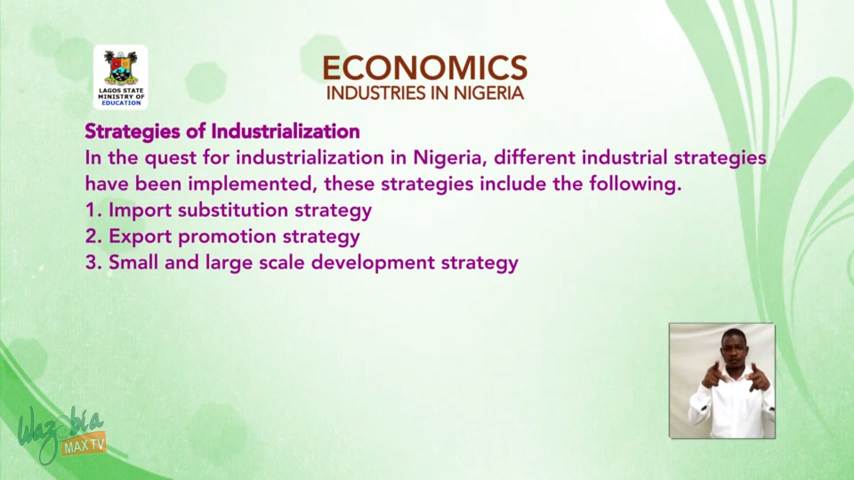 LAGOS STATE
MINISTRY OF
EDUCATION
ECONOMICS
INDUSTRIES IN NIGERIA
Strategies of Industrialization
In the quest for industrialization in Nigeria, different industrial strategies
have been implemented, these strategies include the following.
1. Import substitution strategy
2. Export promotion strategy
3. Small and large scale development strategy
Wazobia
MAX TV